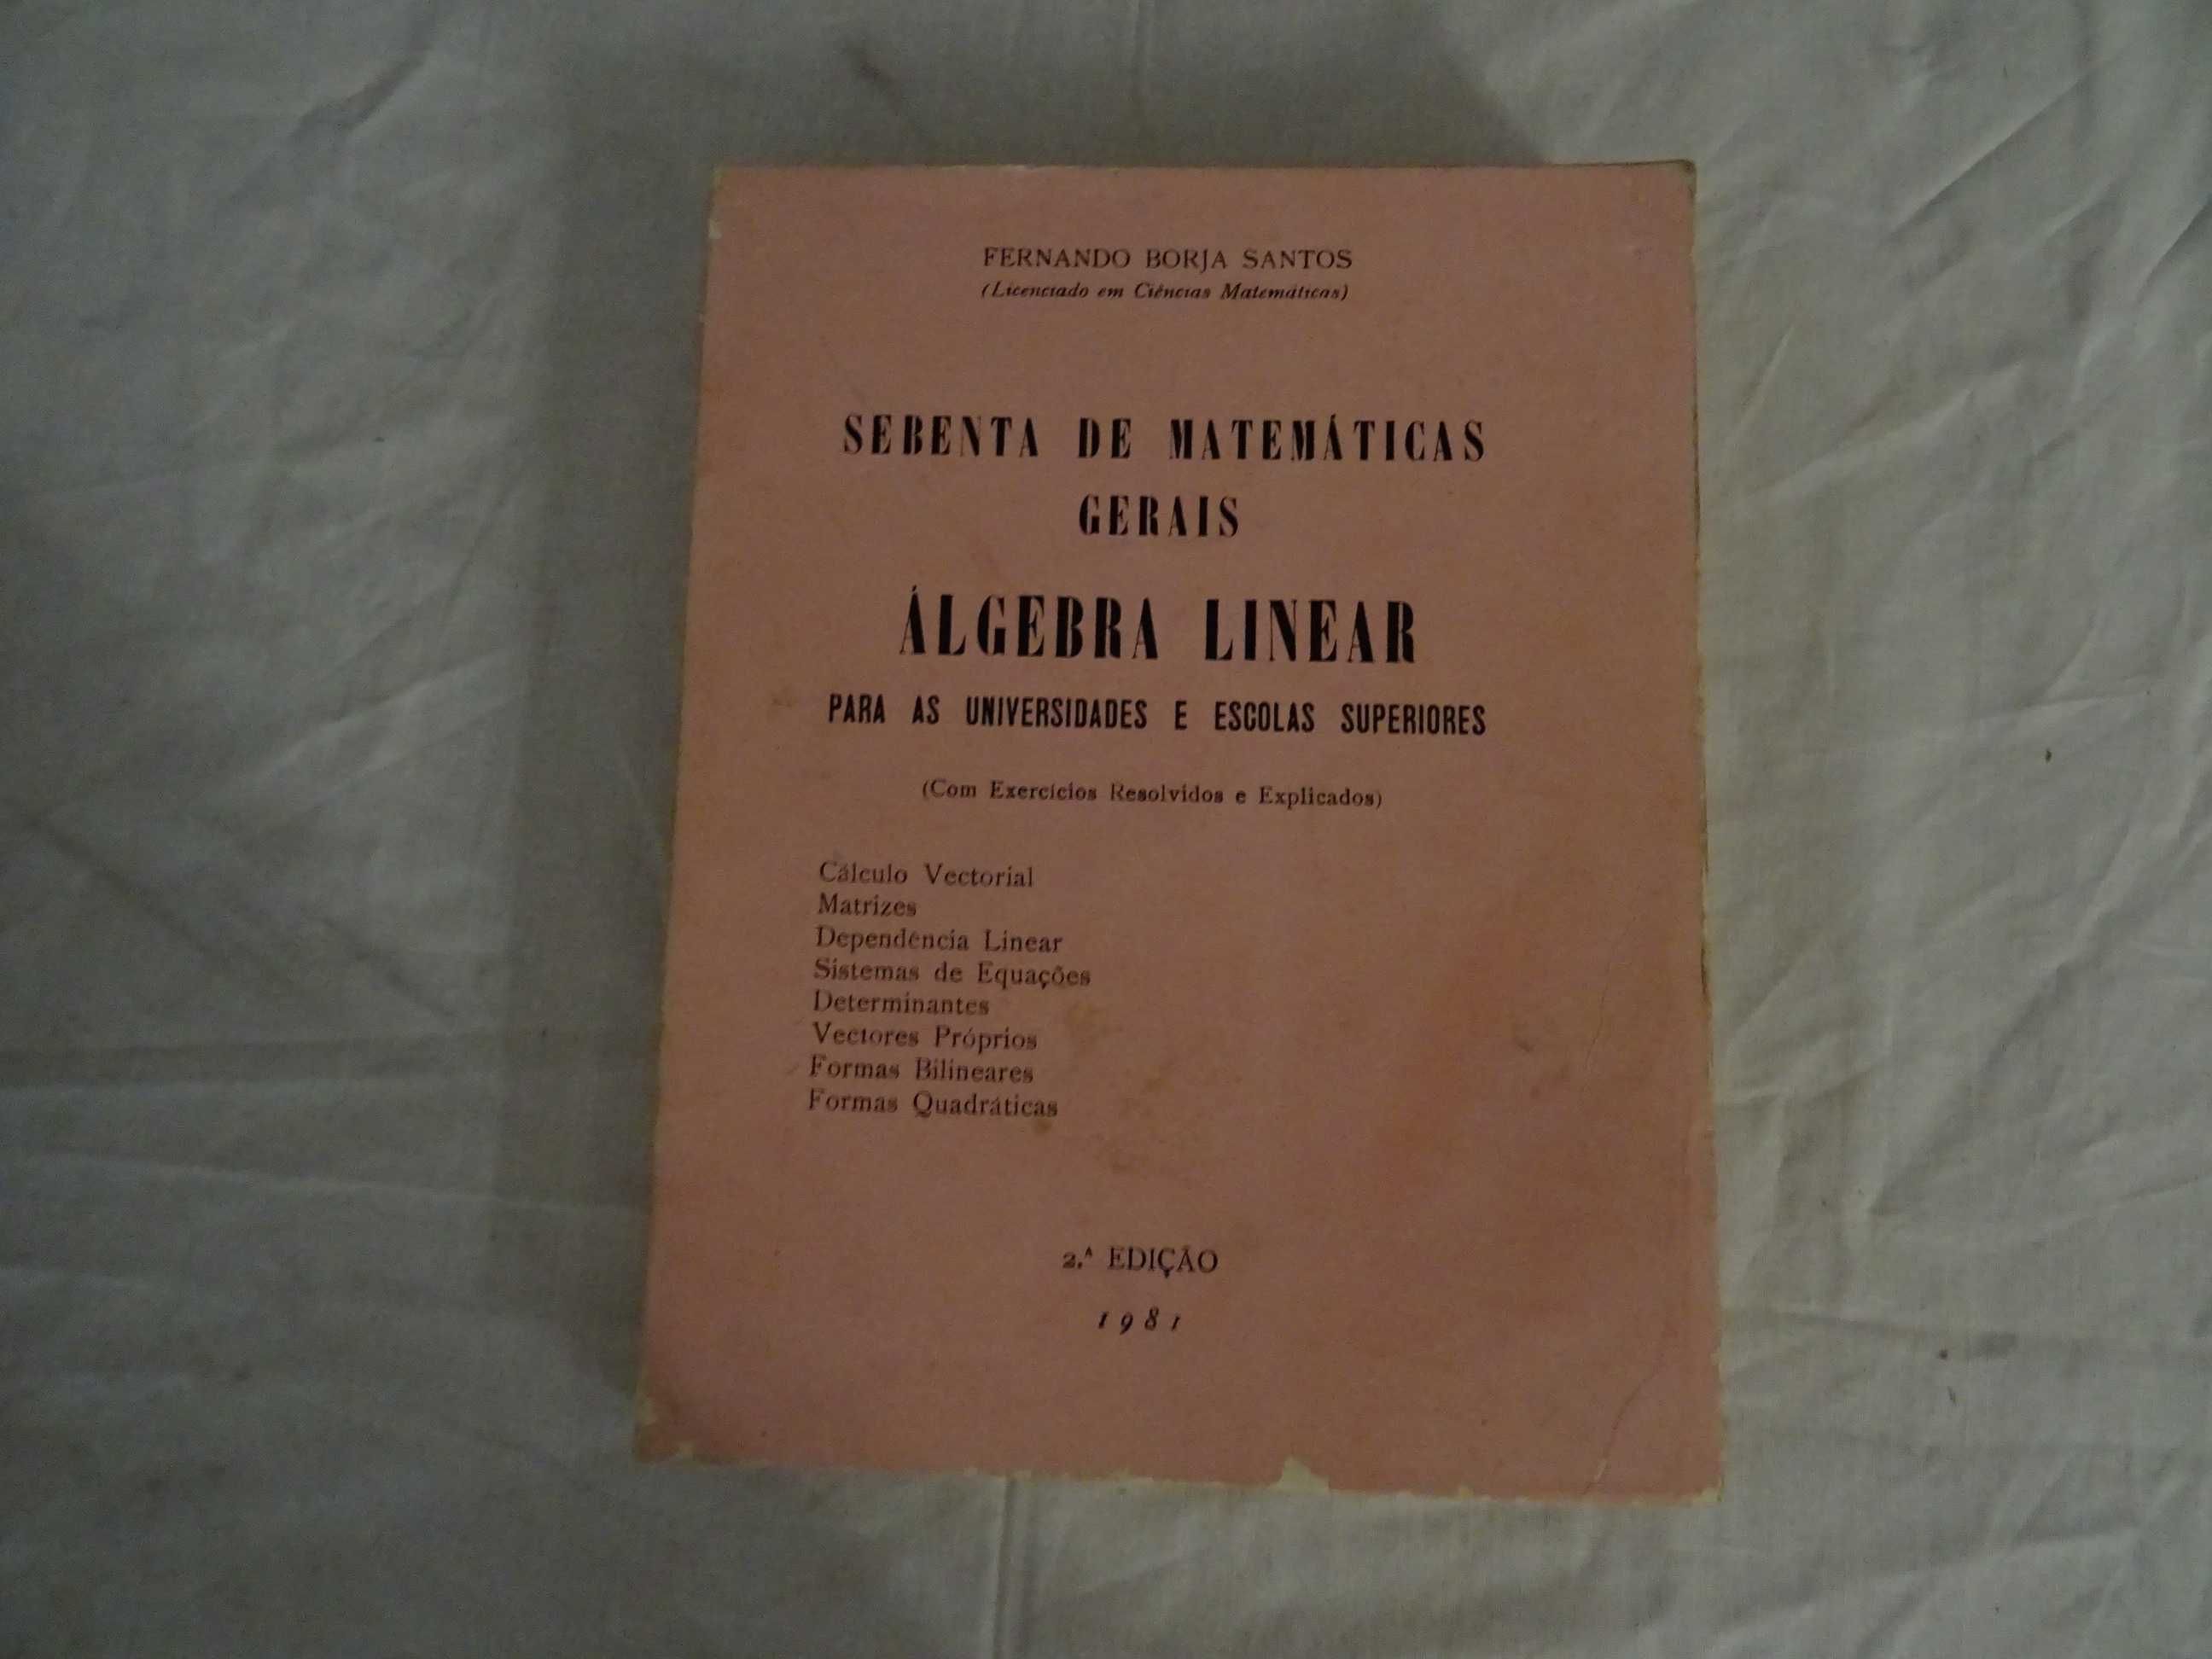 FERNANDO BORJA SANTOS
(Licenciado em Ciências Matemáticas)
SEBENTA DE MATEMÁTICAS
GERAIS
ÁLGEBRA LINEAR
PARA AS UNIVERSIDADES E ESCOLAS SUPERIORES
(Com Exercícios Resolvidos e Explicados)
Cálculo Vectorial
Matrizes
Dependência Linear
Sistemas de Equações
Determinantes
Vectores Próprios
Formas Bilineares
Formas Quadráticas
2.ª EDIÇÃO
1981